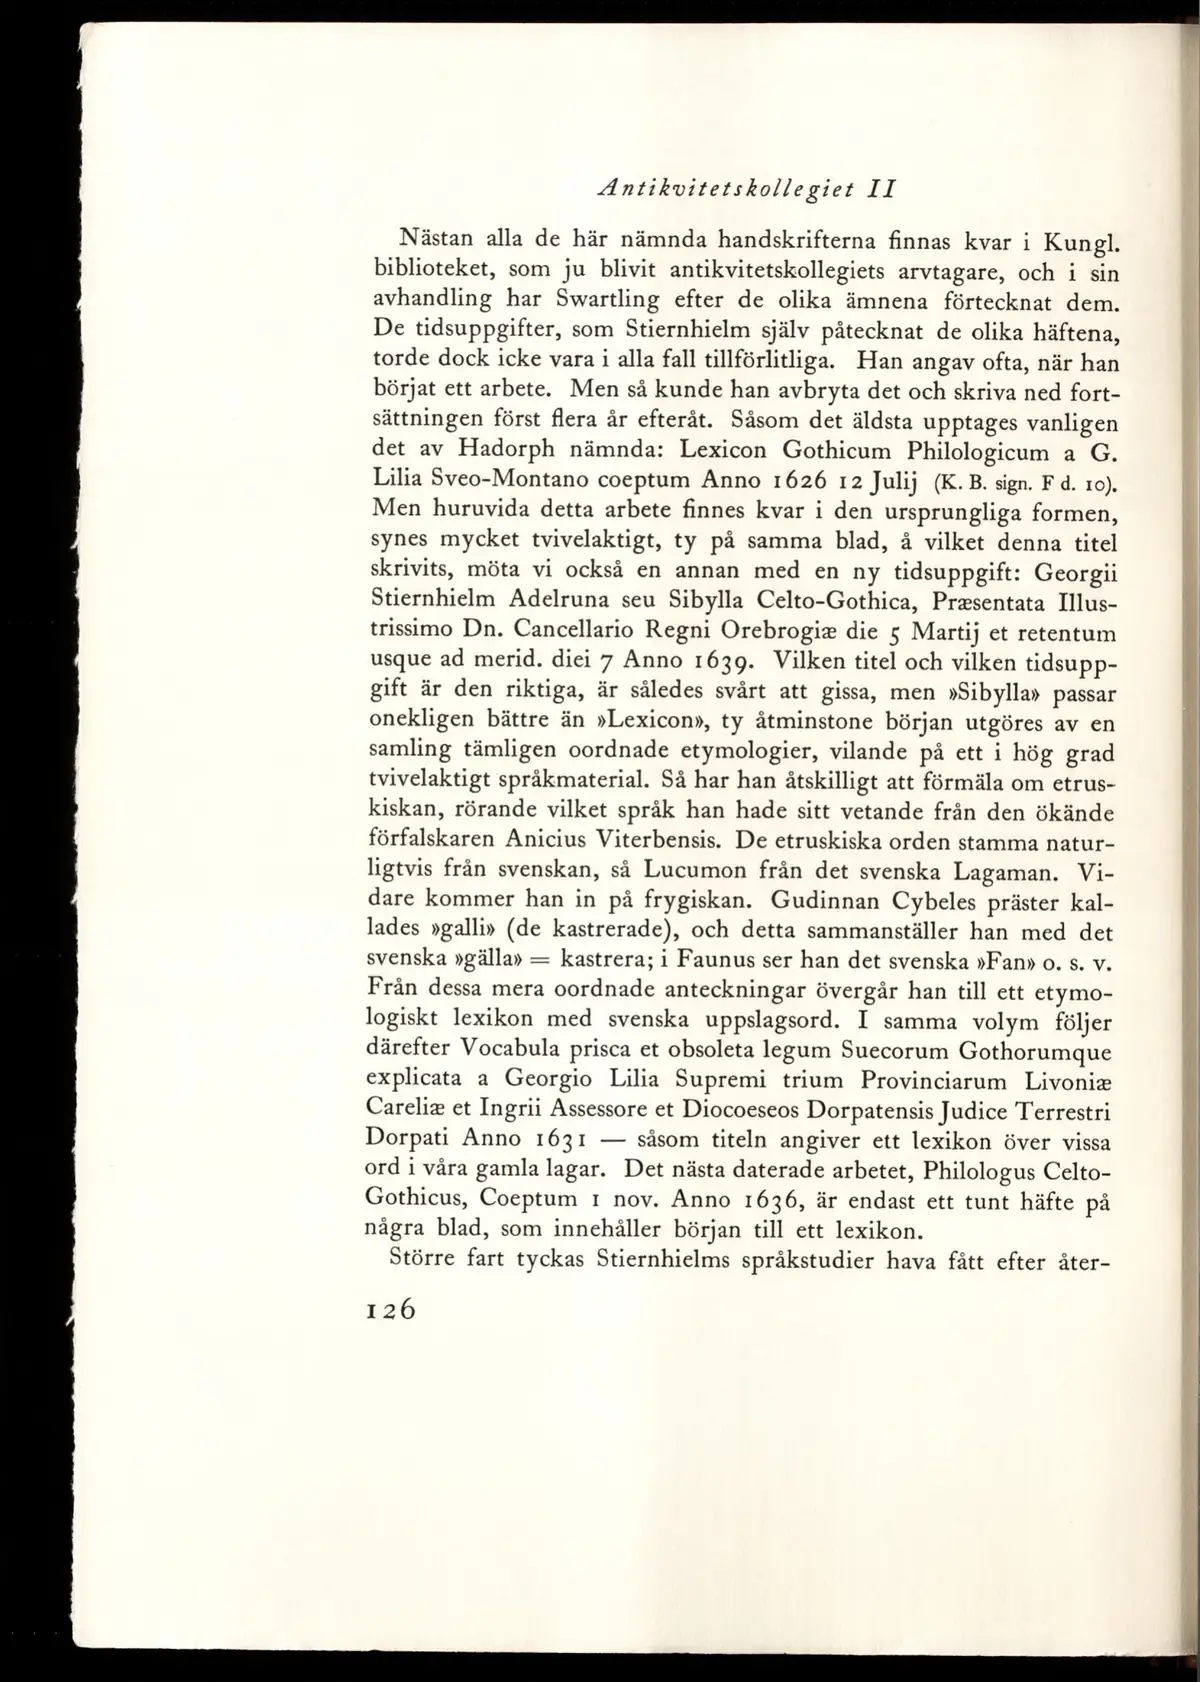 Antikvitetskollegiet II
Nästan alla de här nämnda handskrifterna finnas kvar i Kungl.
biblioteket, som ju blivit antikvitetskollegiets arvtagare, och i sin
avhandling har Swartling efter de olika ämnena förtecknat dem.
De tidsuppgifter, som Stiernhielm själv påtecknat de olika häftena,
torde dock icke vara i alla fall tillförlitliga. Han angav ofta, när han
börjat ett arbete. Men så kunde han avbryta det och skriva ned fort-
sättningen först flera år efteråt. Såsom det äldsta upptages vanligen
det av Hadorph nämnda: Lexicon Gothicum Philologicum a G.
Lilia Sveo-Montano coeptum Anno 1626 12 Julij (K. B. sign. F d. 10).
Men huruvida detta arbete finnes kvar i den ursprungliga formen,
synes mycket tvivelaktigt, ty på samma blad, å vilket denna titel
skrivits, möta vi också en annan med en ny tidsuppgift: Georgii
Stiernhielm Adelruna seu Sibylla Celto-Gothica, Præsentata Illus-
trissimo Dn. Cancellario Regni Orebrogiæ die 5 Martij et retentum
usque ad merid. diei 7 Anno 1639. Vilken titel och vilken tidsupp-
gift är den riktiga, är således svårt att gissa, men »Sibylla» passar
onekligen bättre än »Lexicon», ty åtminstone början utgöres av en
samling tämligen oordnade etymologier, vilande på ett i hög grad
tvivelaktigt språkmaterial. Så har han åtskilligt att förmäla om etrus-
kiskan, rörande vilket språk han hade sitt vetande från den ökände
förfalskaren Anicius Viterbensis. De etruskiska orden stamma natur-
ligtvis från svenskan, så Lucumon från det svenska Lagaman. Vi-
dare kommer han in på frygiskan. Gudinnan Cybeles präster kal-
lades »galli» (de kastrerade), och detta sammanställer han med det
svenska »gälla» = kastrera; i Faunus ser han det svenska »Fan» o. s. v.
Från dessa mera oordnade anteckningar övergår han till ett etymo-
logiskt lexikon med svenska uppslagsord. I samma volym följer
därefter Vocabula prisca et obsoleta legum Suecorum Gothorumque
explicata a Georgio Lilia Supremi trium Provinciarum Livoniæ
Careliæ et Ingrii Assessore et Diocoeseos Dorpatensis Judice Terrestri
Dorpati Anno 1631 — såsom titeln angiver ett lexikon över vissa
ord i våra gamla lagar. Det nästa daterade arbetet, Philologus Celto-
Gothicus, Coeptum 1 nov. Anno 1636, är endast ett tunt häfte på
några blad, som innehåller början till ett lexikon.
Större fart tyckas Stiernhielms språkstudier hava fått efter åter-
126